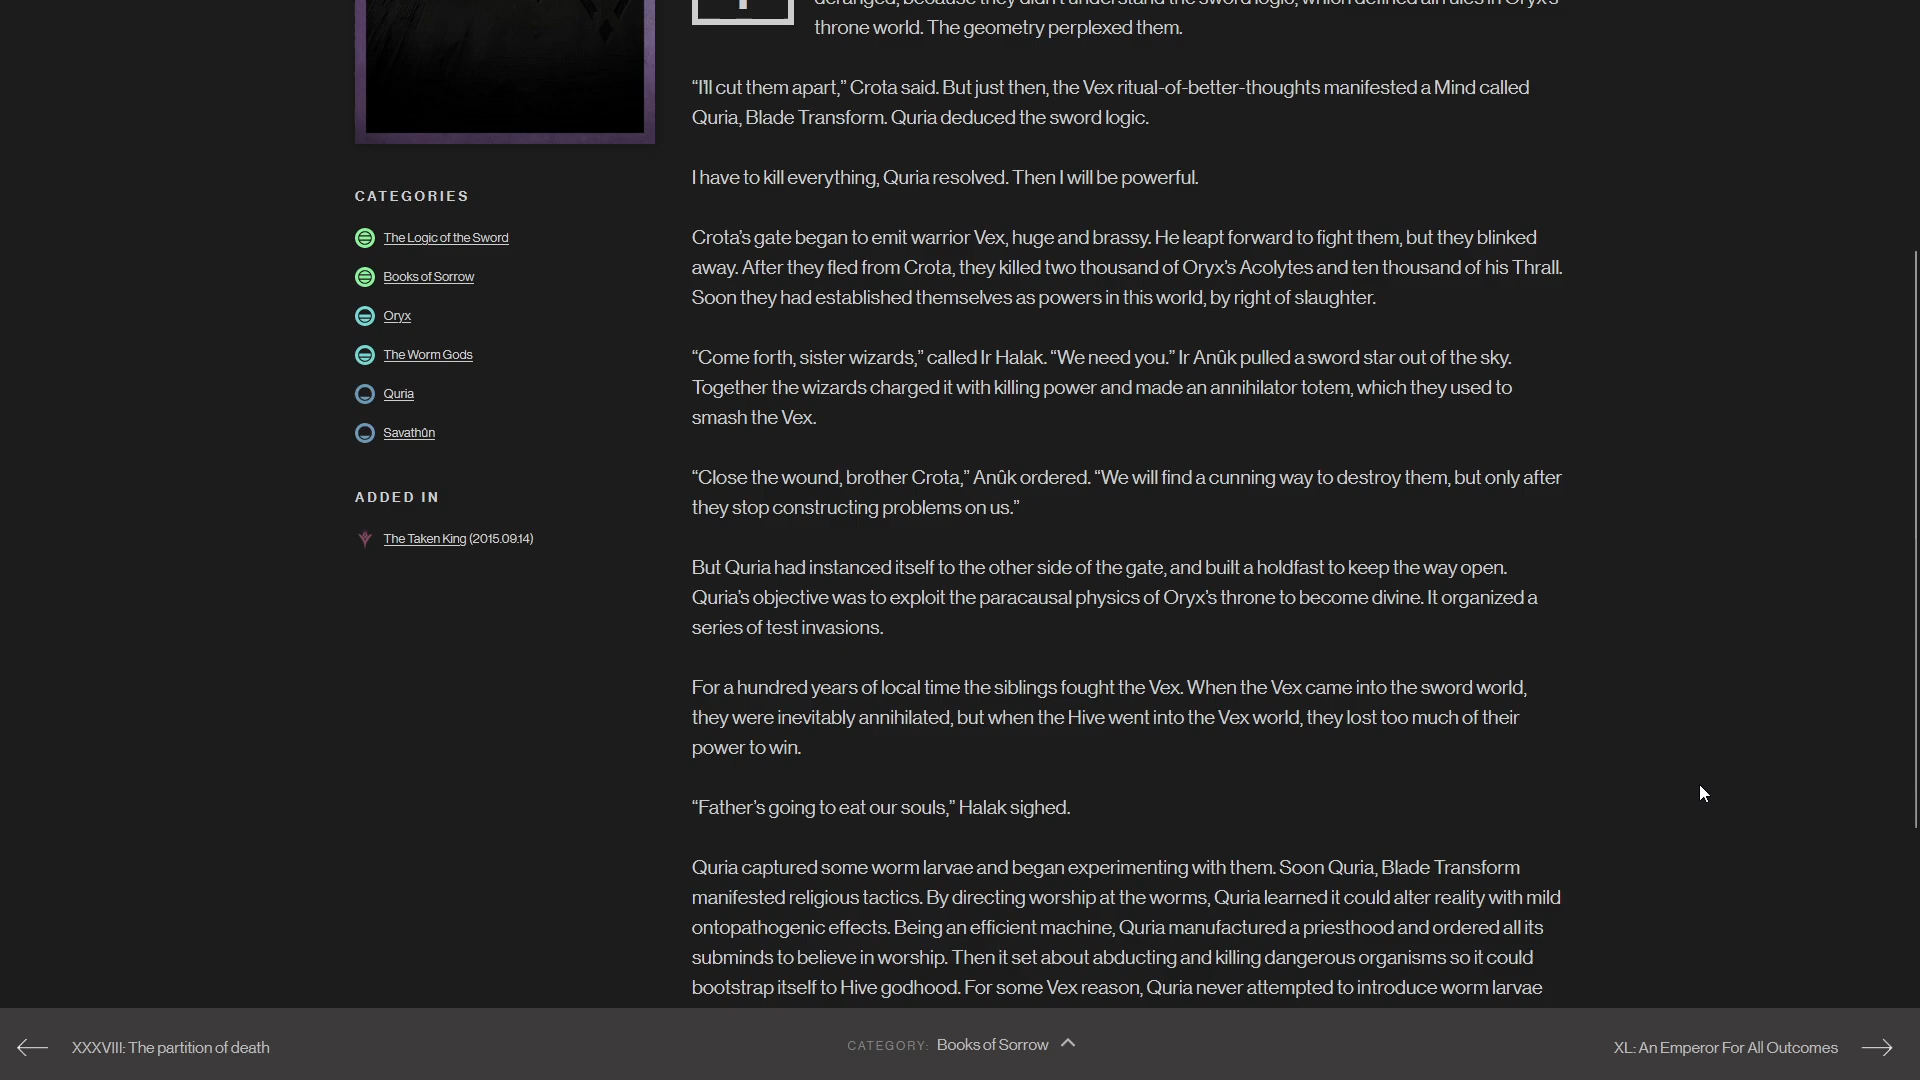 deranged, because they didn't understand the sword logic, which defined all rules in Oryx's
throne world. The geometry perplexed them.
“I'll cut them apart,” Crota said. But just then, the Vex ritual-of-better-thoughts manifested a Mind called
Quria, Blade Transform. Quria deduced the sword logic.
I have to kill everything, Quria resolved. Then I will be powerful.
Crota’s gate began to emit warrior Vex, huge and brassy. He leapt forward to fight them, but they blinked
away. After they fled from Crota, they killed two thousand of Oryx’s Acolytes and ten thousand of his Thrall.
Soon they had established themselves as powers in this world, by right of slaughter.
“Come forth, sister wizards,” called Ir Halak. “We need you.” Ir Anûk pulled a sword star out of the sky.
Together the wizards charged it with killing power and made an annihilator totem, which they used to
smash the Vex.
“Close the wound, brother Crota,” Anûk ordered. “We will find a cunning way to destroy them, but only after
they stop constructing problems on us.”
But Quria had instanced itself to the other side of the gate, and built a holdfast to keep the way open.
Quria’s objective was to exploit the paracausal physics of Oryx’s throne to become divine. It organized a
series of test invasions.
For a hundred years of local time the siblings fought the Vex. When the Vex came into the sword world,
they were inevitably annihilated, but when the Hive went into the Vex world, they lost too much of their
power to win.
“Father’s going to eat our souls,” Halak sighed.
Quria captured some worm larvae and began experimenting with them. Soon Quria, Blade Transform
manifested religious tactics. By directing worship at the worms, Quria learned it could alter reality with mild
ontopathogenic effects. Being an efficient machine, Quria manufactured a priesthood and ordered all its
subminds to believe in worship. Then it set about abducting and killing dangerous organisms so it could
bootstrap itself to Hive godhood. For some Vex reason, Quria never attempted to introduce worm larvae
CATEGORIES
The Logic of the Sword
Books of Sorrow
Oryx
The Worm Gods
Quria
Savathûn
ADDED IN
The Taken King (2015.09.14)
XXXVIII: The partition of death
CATEGORY: Books of Sorrow
XL: An Emperor For All Outcomes